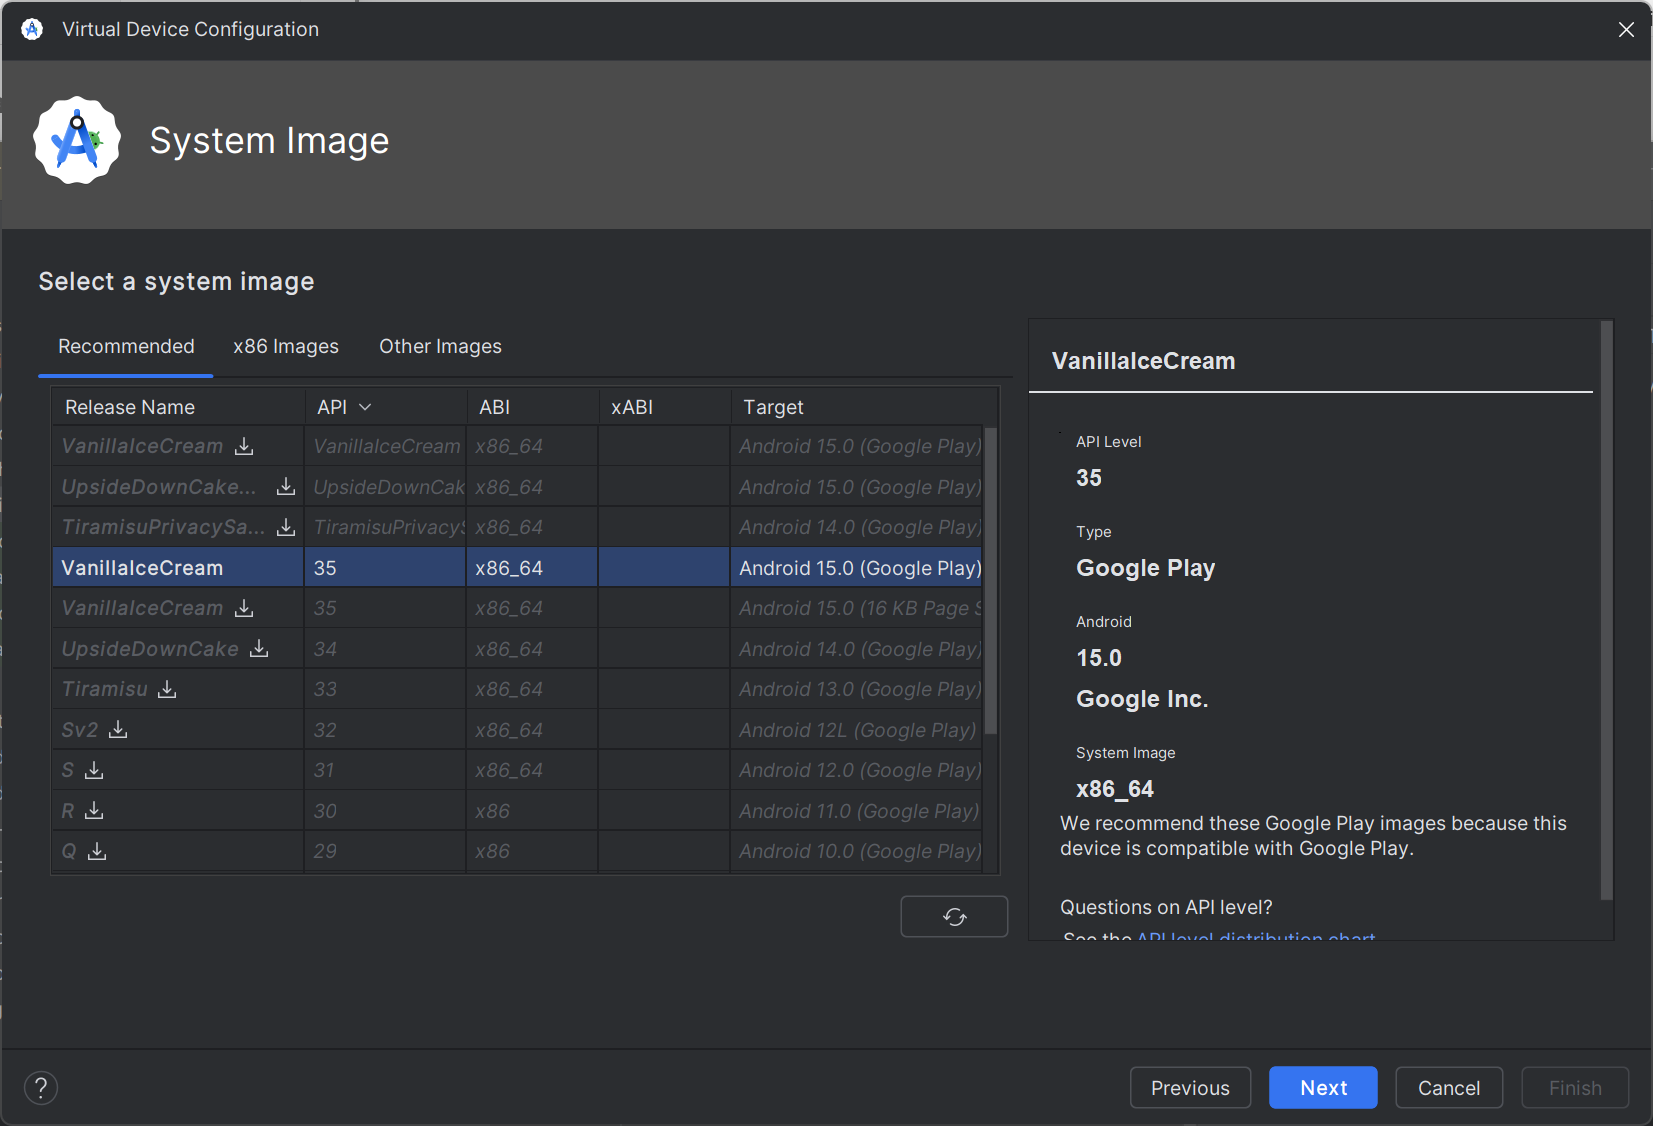 Virtual Device Configuration
System Image
Select a system image
Recommended x86 Images Other Images
Release Name API ABI xABI Target
VanillaIceCream VanillaIceCream x86_64 Android 15.0 (Google Play)
UpsideDownCake... UpsideDownCak x86_64 Android 15.0 (Google Play)
TiramisuPrivacySa... TiramisuPrivacyS x86_64 Android 14.0 (Google Play)
VanillaIceCream 35 x86_64 Android 15.0 (Google Play)
VanillaIceCream 35 x86_64 Android 15.0 (16 KB Page S
UpsideDownCake 34 x86_64 Android 14.0 (Google Play)
Tiramisu 33 x86_64 Android 13.0 (Google Play)
Sv2 32 x86_64 Android 12L (Google Play)
S 31 x86_64 Android 12.0 (Google Play)
R 30 x86 Android 11.0 (Google Play)
Q 29 x86 Android 10.0 (Google Play)
VanillaIceCream
API Level
35
Type
Google Play
Android
15.0
Google Inc.
System Image
x86_64
We recommend these Google Play images because this
device is compatible with Google Play.
Questions on API level?
See the API level distribution chart
?
Previous Next Cancel Finish